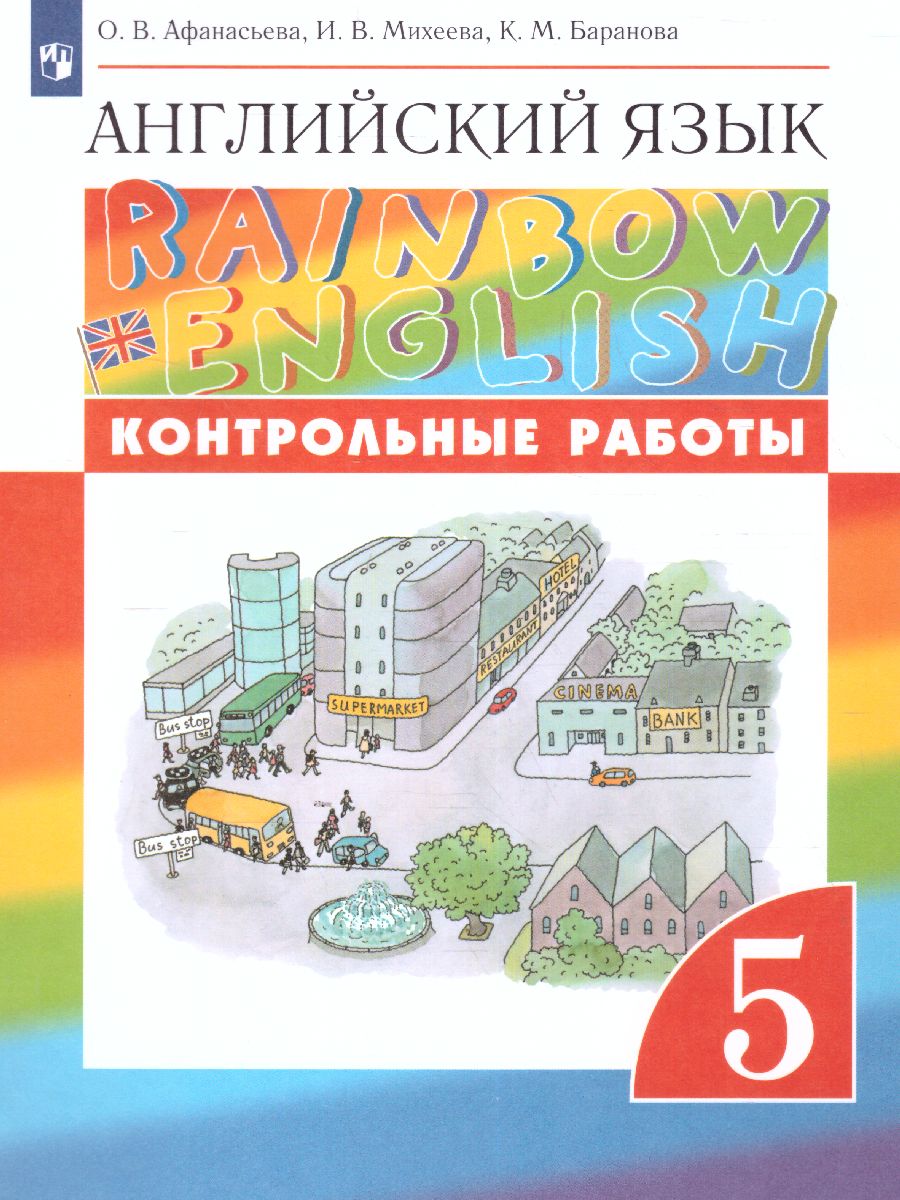 О. В. Афанасьева, И. В. Михеева, К. М. Баранова
ИП
АНГЛИЙСКИЙ ЯЗЫК
RAINBOW
ENGLISH
КОНТРОЛЬНЫЕ РАБОТЫ
HOTEL
RESTAURANT
CINEMA
SUPERMARKET
BANK
Bus stop
Bus stop
5